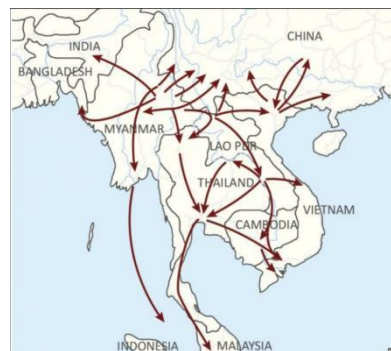 CHINA
INDIA
BANGLADESH
MYANMAR
LAO PDR
THAILAND
VIETNAM
CAMBODIA
INDONESIA
MALAYSIA